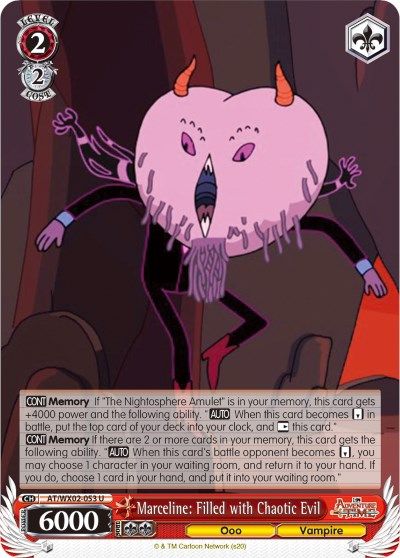 LEVEL
2
2
COST
CONT Memory If "The Nightosphere Amulet" is in your memory, this card gets
+4000 power and the following ability. "AUTO When this card becomes in
battle, put the top card of your deck into your clock, and this card."
CONT Memory If there are 2 or more cards in your memory, this card gets the
following ability. "AUTO When this card's battle opponent becomes , you
may choose 1 character in your waiting room, and return it to your hand. If
you do, choose 1 card in your hand, and put it into your waiting room."
Ch AT/WX02-053 U
Marceline: Filled with Chaotic Evil
ADVENTURE TIME
POWER
6000
SOUL
Ooo
Vampire
© & TM Cartoon Network (s20)